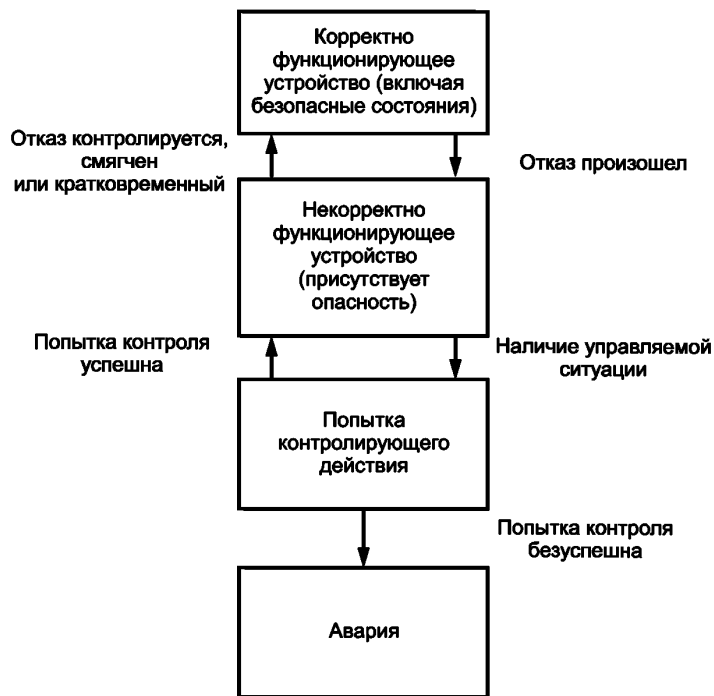 Корректно
функционирующее
устройство (включая
безопасные состояния)
Отказ контролируется,
смягчен
или кратковременный
Отказ произошел
Некорректно
функционирующее
устройство
(присутствует
опасность)
Попытка контроля
успешна
Наличие управляемой
ситуации
Попытка
контролирующего
действия
Попытка контроля
безуспешна
Авария